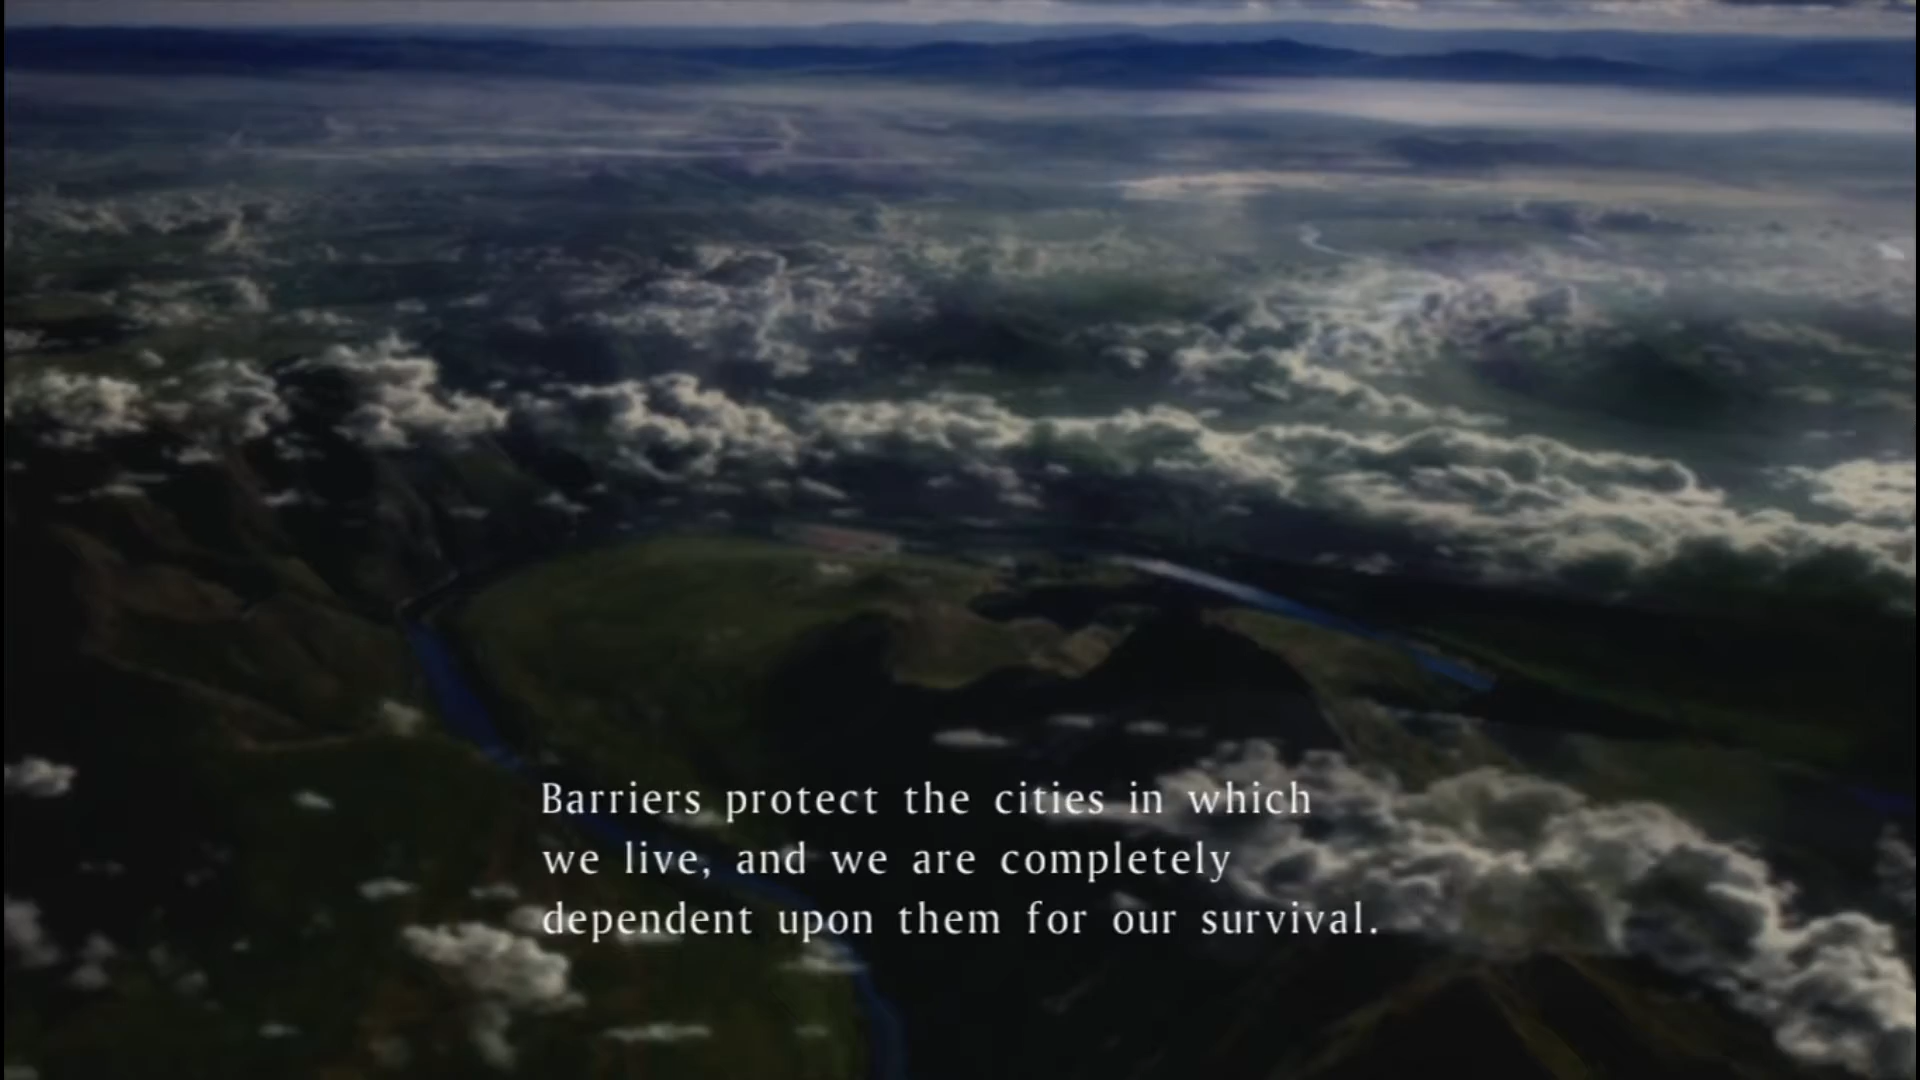 Barriers protect the cities in which
we live, and we are completely
dependent upon them for our survival.